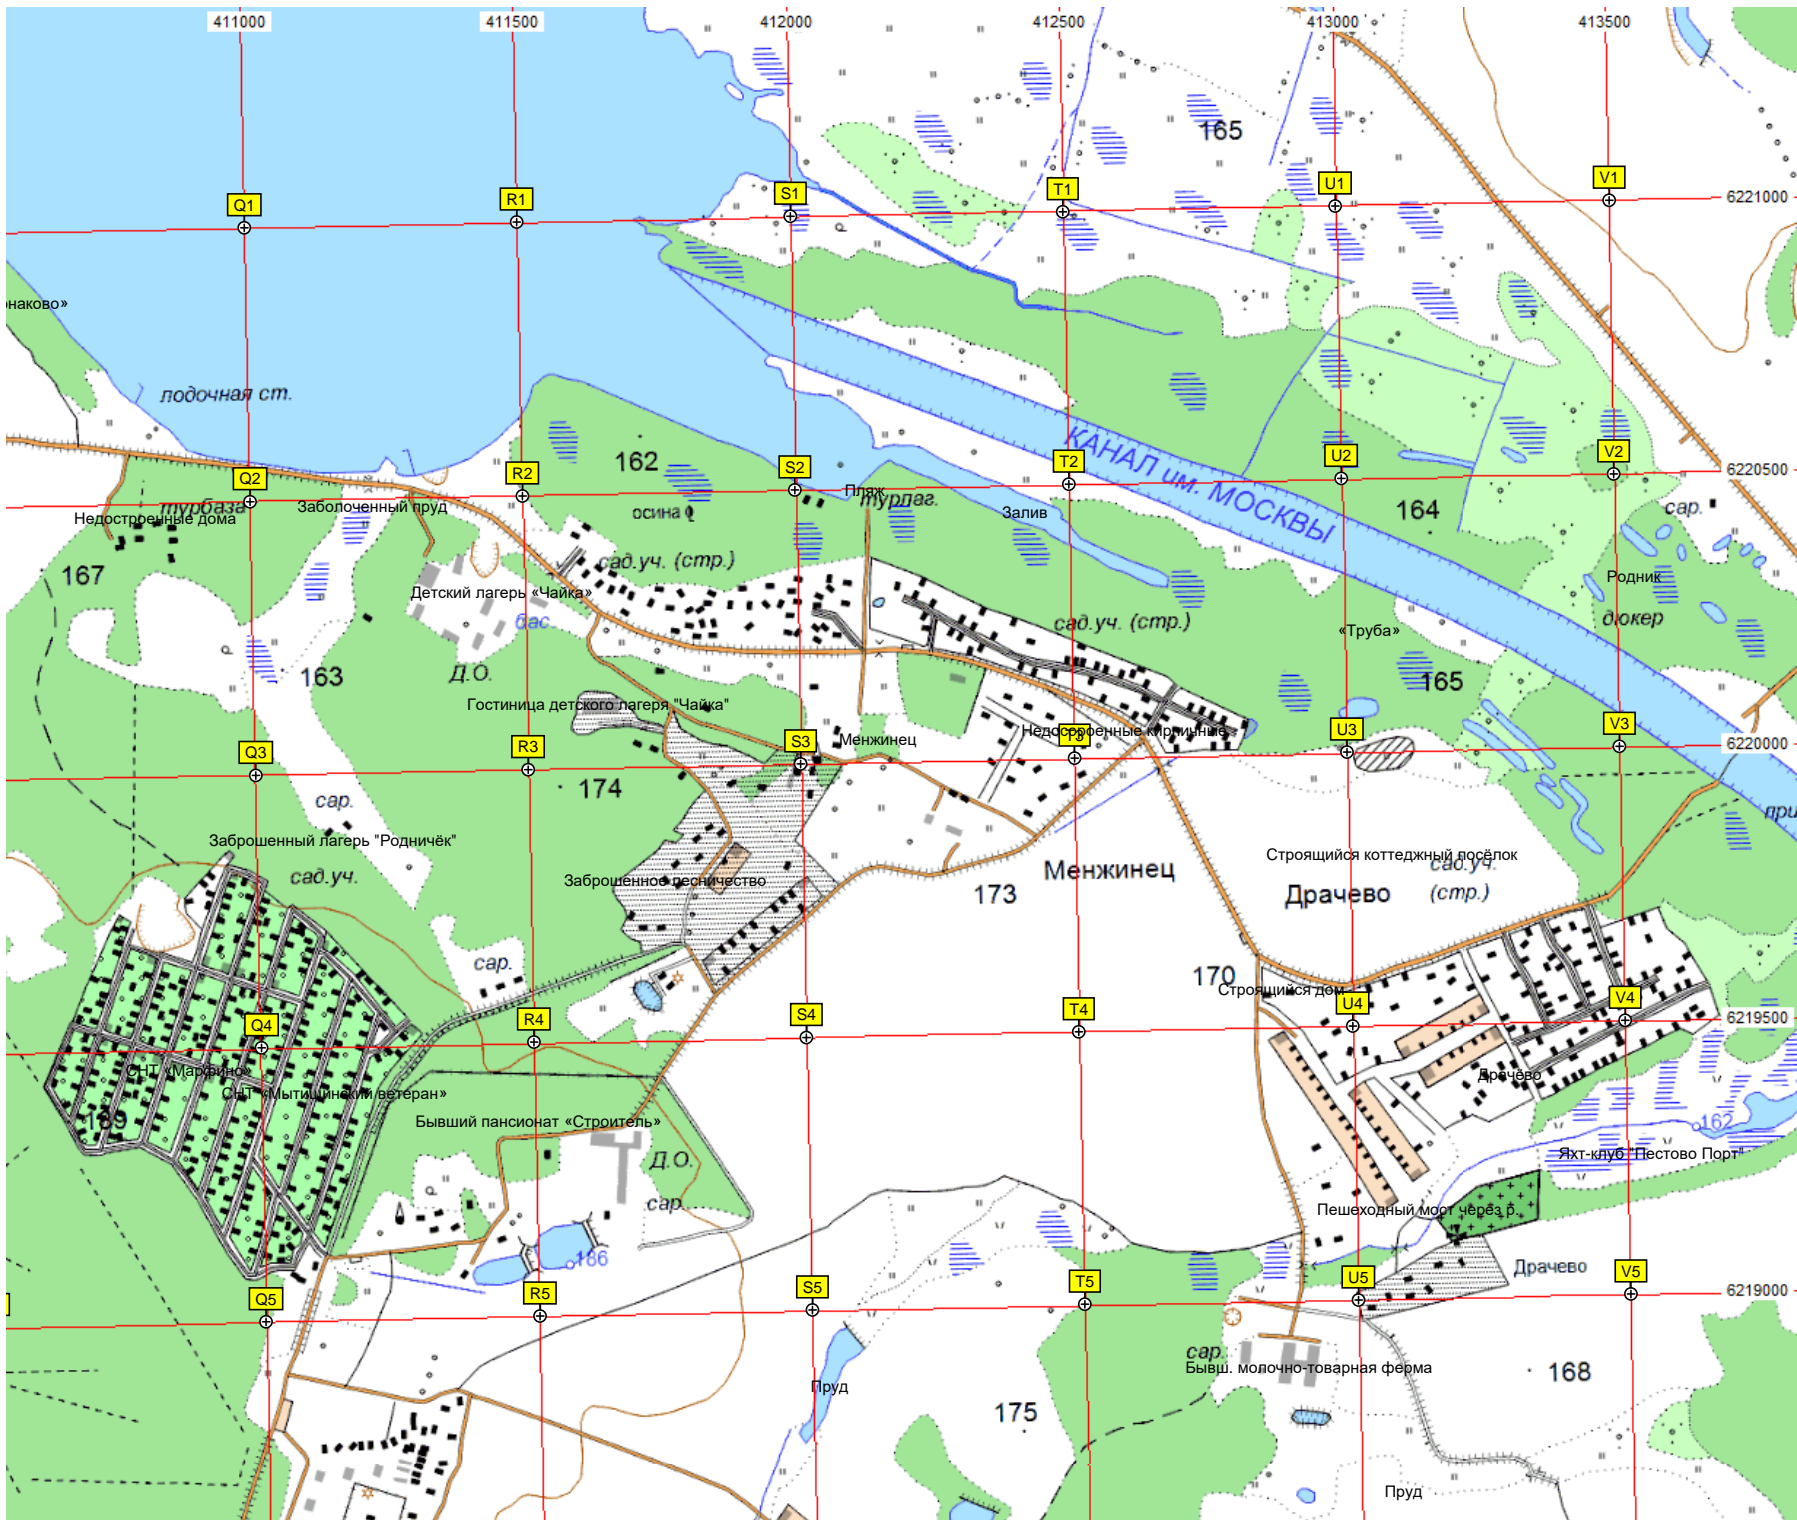 411000 411500 412000 412500 413000 413500
165
Q1 R1 S1 T1 U1 V1 6221000
онаково»
лодочная ст.
КАНАЛ им. МОСКВЫ
162
Q2 R2 S2 T2 U2 V2 6220500
турбаза
Недостроенные дома
Заболоченный пруд
осина
Пляж
турлаг.
Залив
164
сар.
167
сад.уч. (стр.)
Детский лагерь «Чайка»
бас.
сад.уч. (стр.)
«Труба»
Родник
дюкер
163
Д.О.
165
Гостиница детского лагеря "Чайка"
Менжинец
Q3 R3 S3 T3 U3 V3 6220000
174
сар.
Заброшенный лагерь "Родничёк"
сад.уч.
Заброшенное лесничество
173
Менжинец
Строящийся коттеджный посёлок
Драчево
сад.уч.
(стр.)
при
сар.
170
Строящийся дом
Q4 R4 S4 T4 U4 V4 6219500
СНТ «Марфино»
СНТ «Мытищинский ветеран»
169
Бывший пансионат «Строитель»
Д.О.
сар.
Драчёво
162
Яхт-клуб "Пестово Порт"
Пешеходный мост через р.
186
Драчево
Q5 R5 S5 T5 U5 V5 6219000
сар.
Бывш. молочно-товарная ферма
168
Пруд
175
Пруд